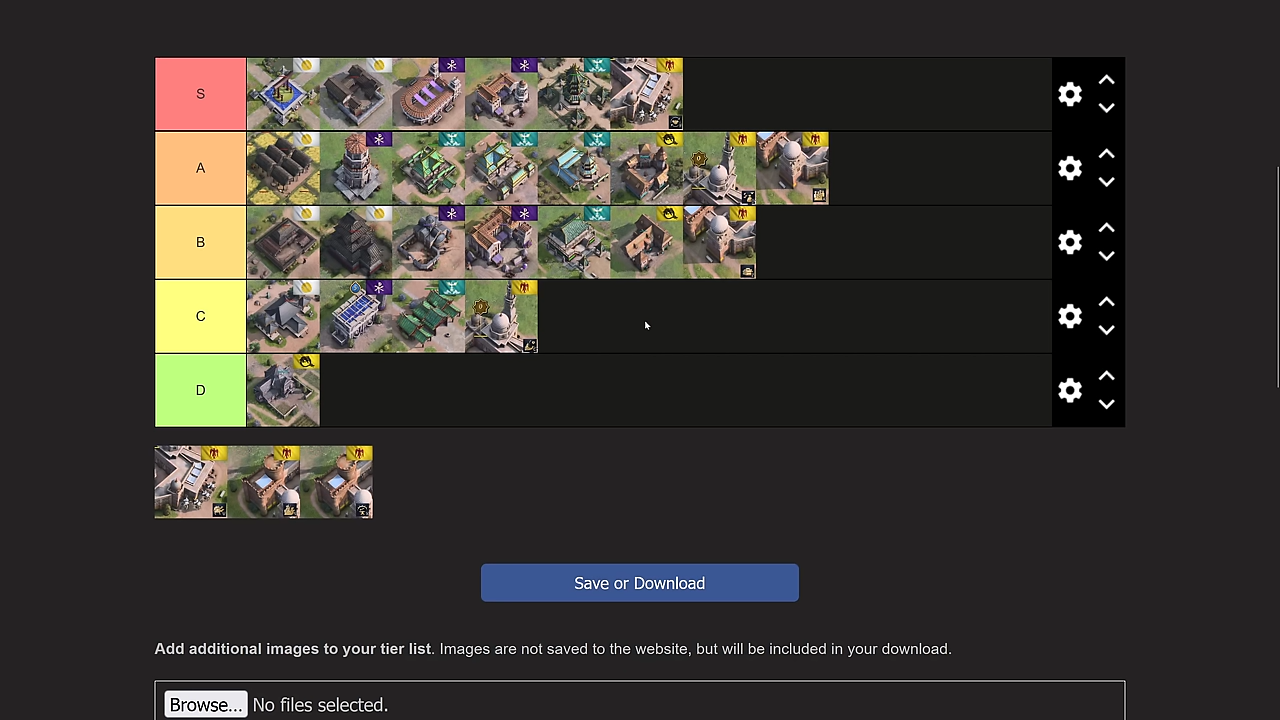 S
A
B
C
D
Save or Download
Add additional images to your tier list. Images are not saved to the website, but will be included in your download.
Browse... No files selected.